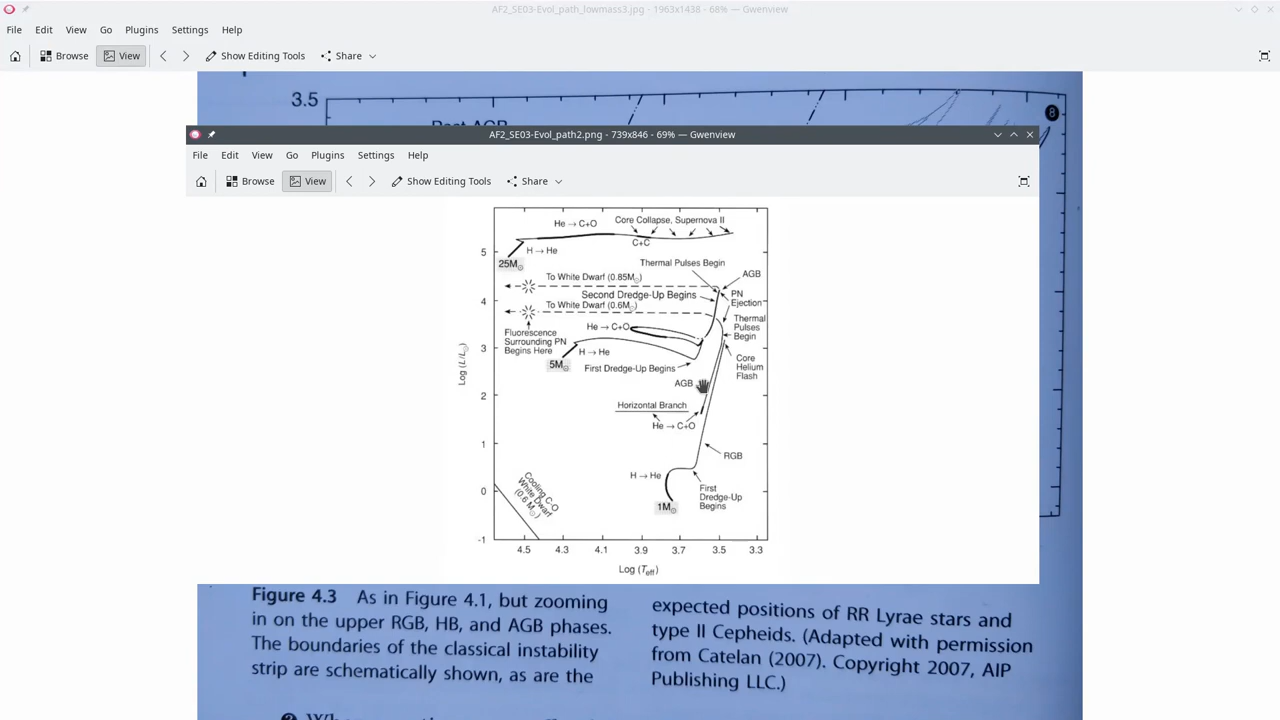 AF2_SE03-Evol_path_lowmass3.jpg - 1963x1438 - 68% — Gwenview
File Edit View Go Plugins Settings Help
Browse View Show Editing Tools Share
3.5
Post AGB
8
AF2_SE03-Evol_path2.png - 739x846 - 69% — Gwenview
File Edit View Go Plugins Settings Help
Browse View Show Editing Tools Share
He → C+O
Core Collapse, Supernova II
C+C
H → He
25M⊙
Thermal Pulses Begin
AGB
To White Dwarf (0.85M⊙)
Second Dredge-Up Begins
PN
Ejection
To White Dwarf (0.6M⊙)
Thermal
Pulses
Begin
He → C+O
Fluorescence
Surrounding PN
Begins Here
H → He
5M⊙
First Dredge-Up Begins
Core
Helium
Flash
AGB
Horizontal Branch
He → C+O
RGB
H → He
First
Dredge-Up
Begins
1M⊙
Cooling C-O
White Dwarf
(0.6 M⊙)
5
4
3
2
1
0
-1
Log (L/L⊙)
4.5 4.3 4.1 3.9 3.7 3.5 3.3
Log (Teff)
Figure 4.3 As in Figure 4.1, but zooming
in on the upper RGB, HB, and AGB phases.
The boundaries of the classical instability
strip are schematically shown, as are the
expected positions of RR Lyrae stars and
type II Cepheids. (Adapted with permission
from Catelan (2007). Copyright 2007, AIP
Publishing LLC.)